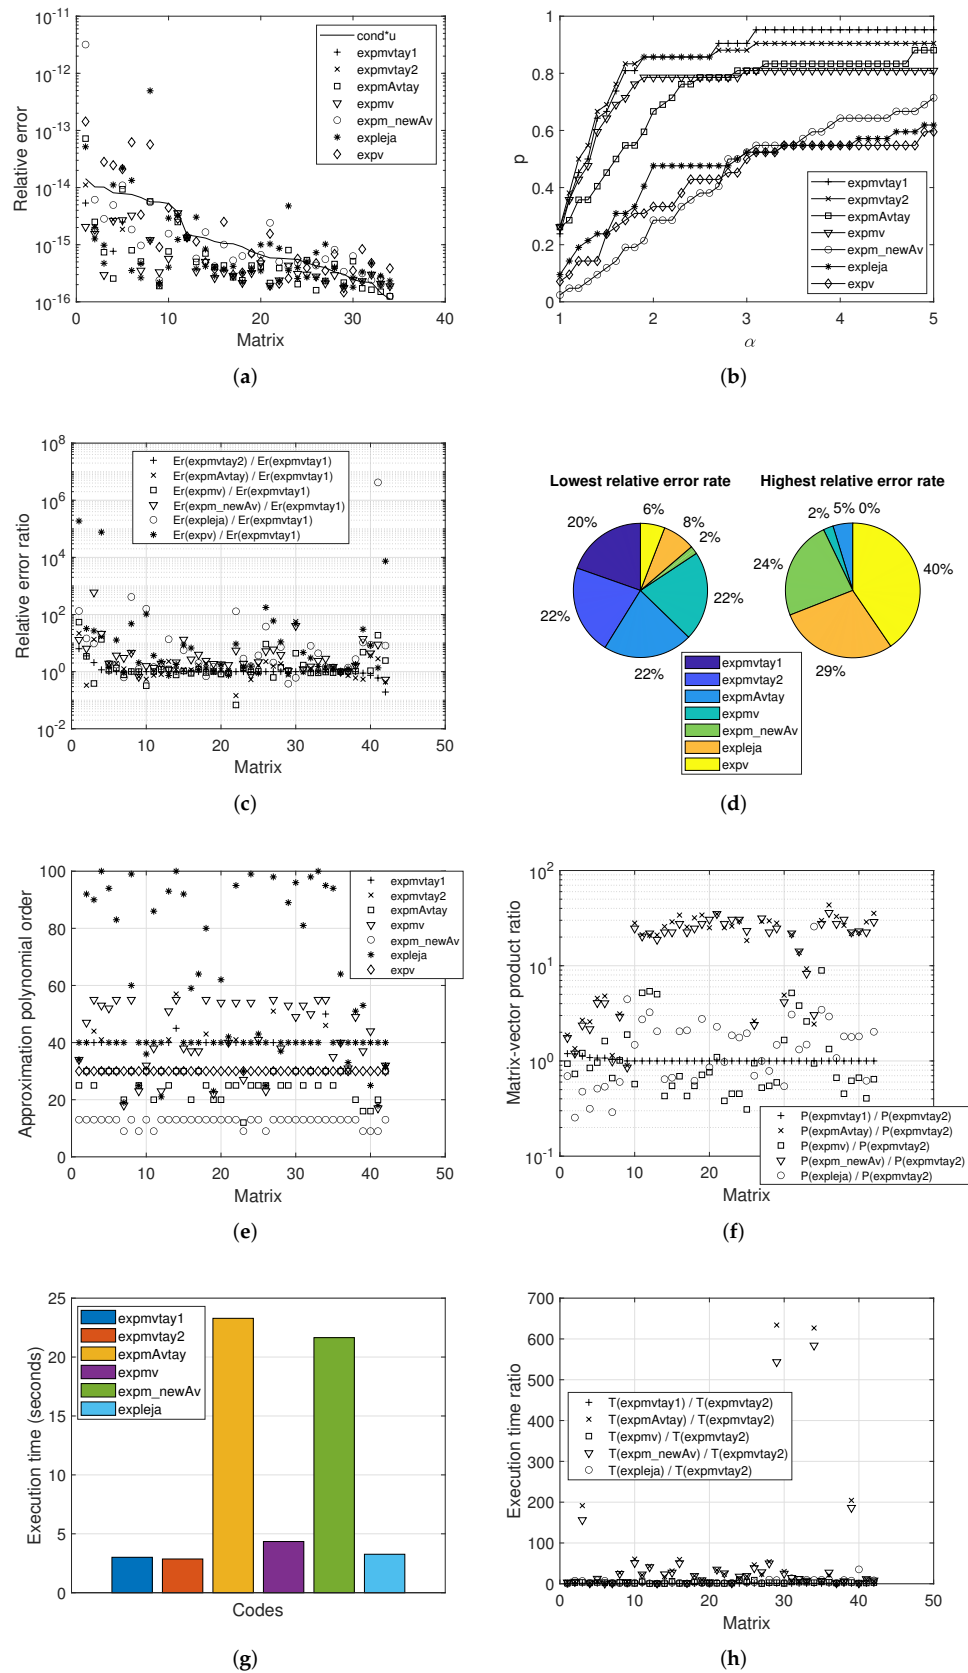 10^-11
10^-12
10^-13
10^-14
10^-15
10^-16
Relative error
0 10 20 30 40
Matrix
cond*u
expmvtay1
expmvtay2
expmAvtay
expmv
expm_newAv
expleja
expv
(a)
1
0.8
0.6
0.4
0.2
0
p
1 2 3 4 5
α
expmvtay1
expmvtay2
expmAvtay
expmv
expm_newAv
expleja
expv
(b)
10^8
10^6
10^4
10^2
10^0
10^-2
Relative error ratio
0 10 20 30 40 50
Matrix
Er(expmvtay2) / Er(expmvtay1)
Er(expmAvtay) / Er(expmvtay1)
Er(expmv) / Er(expmvtay1)
Er(expm_newAv) / Er(expmvtay1)
Er(expleja) / Er(expmvtay1)
Er(expv) / Er(expmvtay1)
(c)
Lowest relative error rate
20%
6%
8%
2%
22%
22%
22%
Highest relative error rate
2%
5%
0%
24%
40%
29%
expmvtay1
expmvtay2
expmAvtay
expmv
expm_newAv
expleja
expv
(d)
100
80
60
40
20
0
Approximation polynomial order
0 10 20 30 40 50
Matrix
expmvtay1
expmvtay2
expmAvtay
expmv
expm_newAv
expleja
expv
(e)
10^2
10^1
10^0
10^-1
Matrix-vector product ratio
0 10 20 30 40 50
Matrix
P(expmvtay1) / P(expmvtay2)
P(expmAvtay) / P(expmvtay2)
P(expmv) / P(expmvtay2)
P(expm_newAv) / P(expmvtay2)
P(expleja) / P(expmvtay2)
(f)
25
20
15
10
5
0
Execution time (seconds)
Codes
expmvtay1
expmvtay2
expmAvtay
expmv
expm_newAv
expleja
(g)
700
600
500
400
300
200
100
0
Execution time ratio
0 10 20 30 40 50
Matrix
T(expmvtay1) / T(expmvtay2)
T(expmAvtay) / T(expmvtay2)
T(expmv) / T(expmvtay2)
T(expm_newAv) / T(expmvtay2)
T(expleja) / T(expmvtay2)
(h)